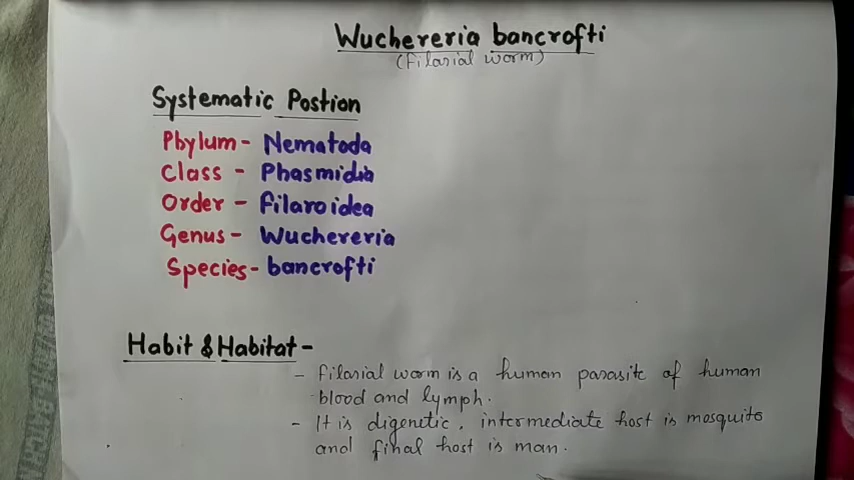 Wuchereria bancrofti
(Filarial worm)
Systematic Postion
Phylum- Nematoda
Class - Phasmidia
Order - Filaroidea
Genus- Wuchereria
Species- bancrofti
Habit & Habitat-
- Filarial worm is a human parasite of human
blood and lymph.
- It is digenetic, intermediate host is mosquito
and final host is man.